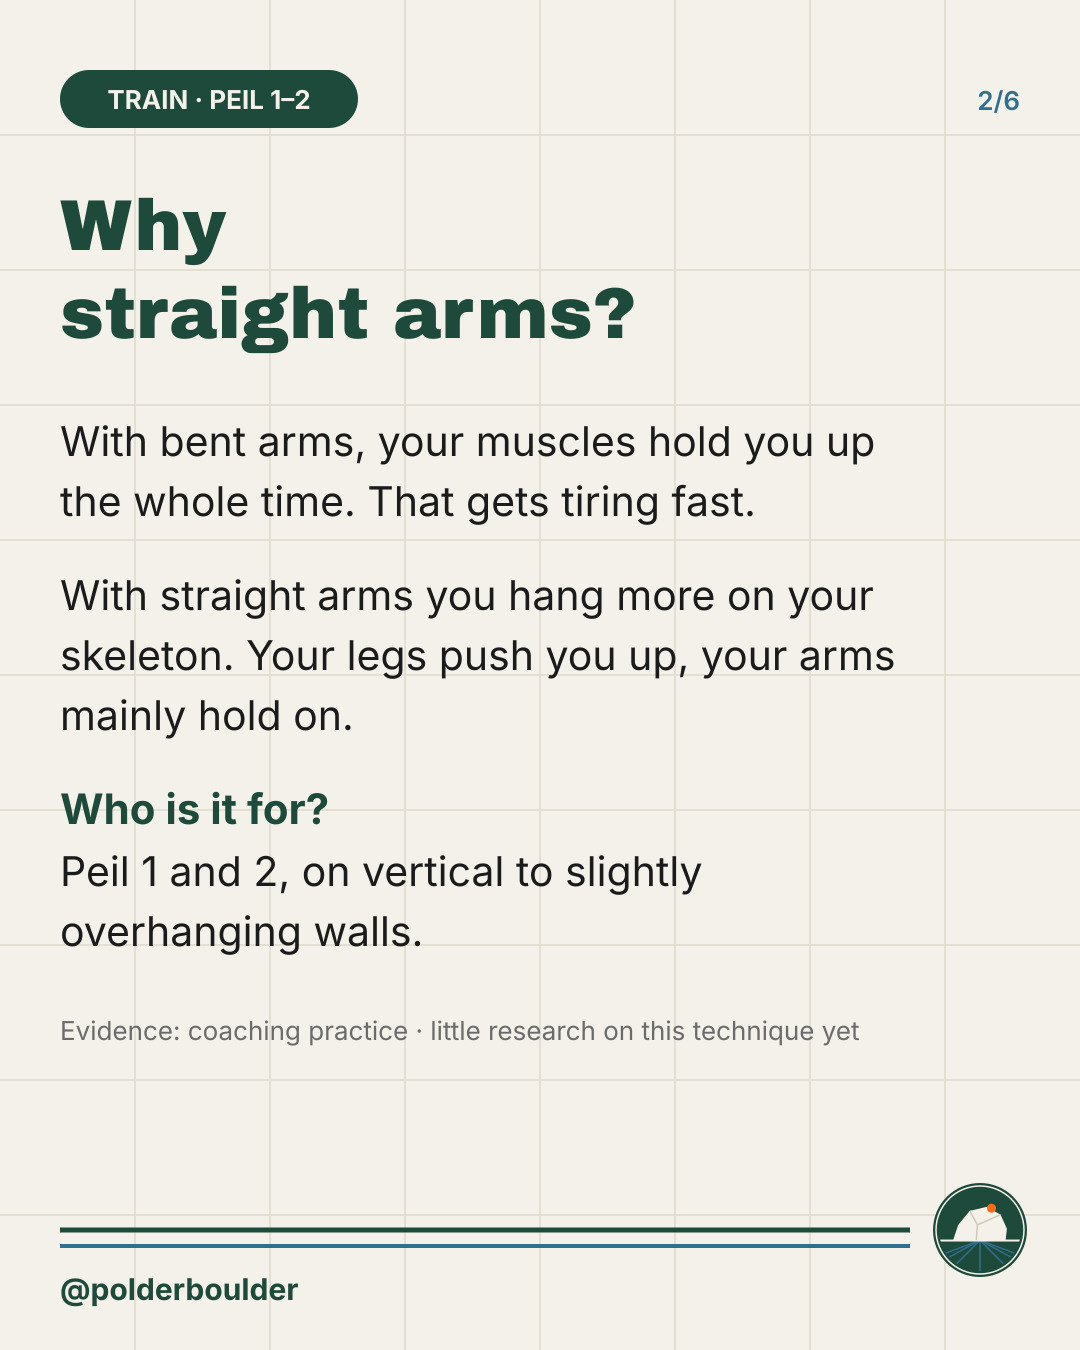 TRAIN · PEIL 1–2
2/6
Why
straight arms?
With bent arms, your muscles hold you up
the whole time. That gets tiring fast.
With straight arms you hang more on your
skeleton. Your legs push you up, your arms
mainly hold on.
Who is it for?
Peil 1 and 2, on vertical to slightly
overhanging walls.
Evidence: coaching practice · little research on this technique yet
@polderboulder